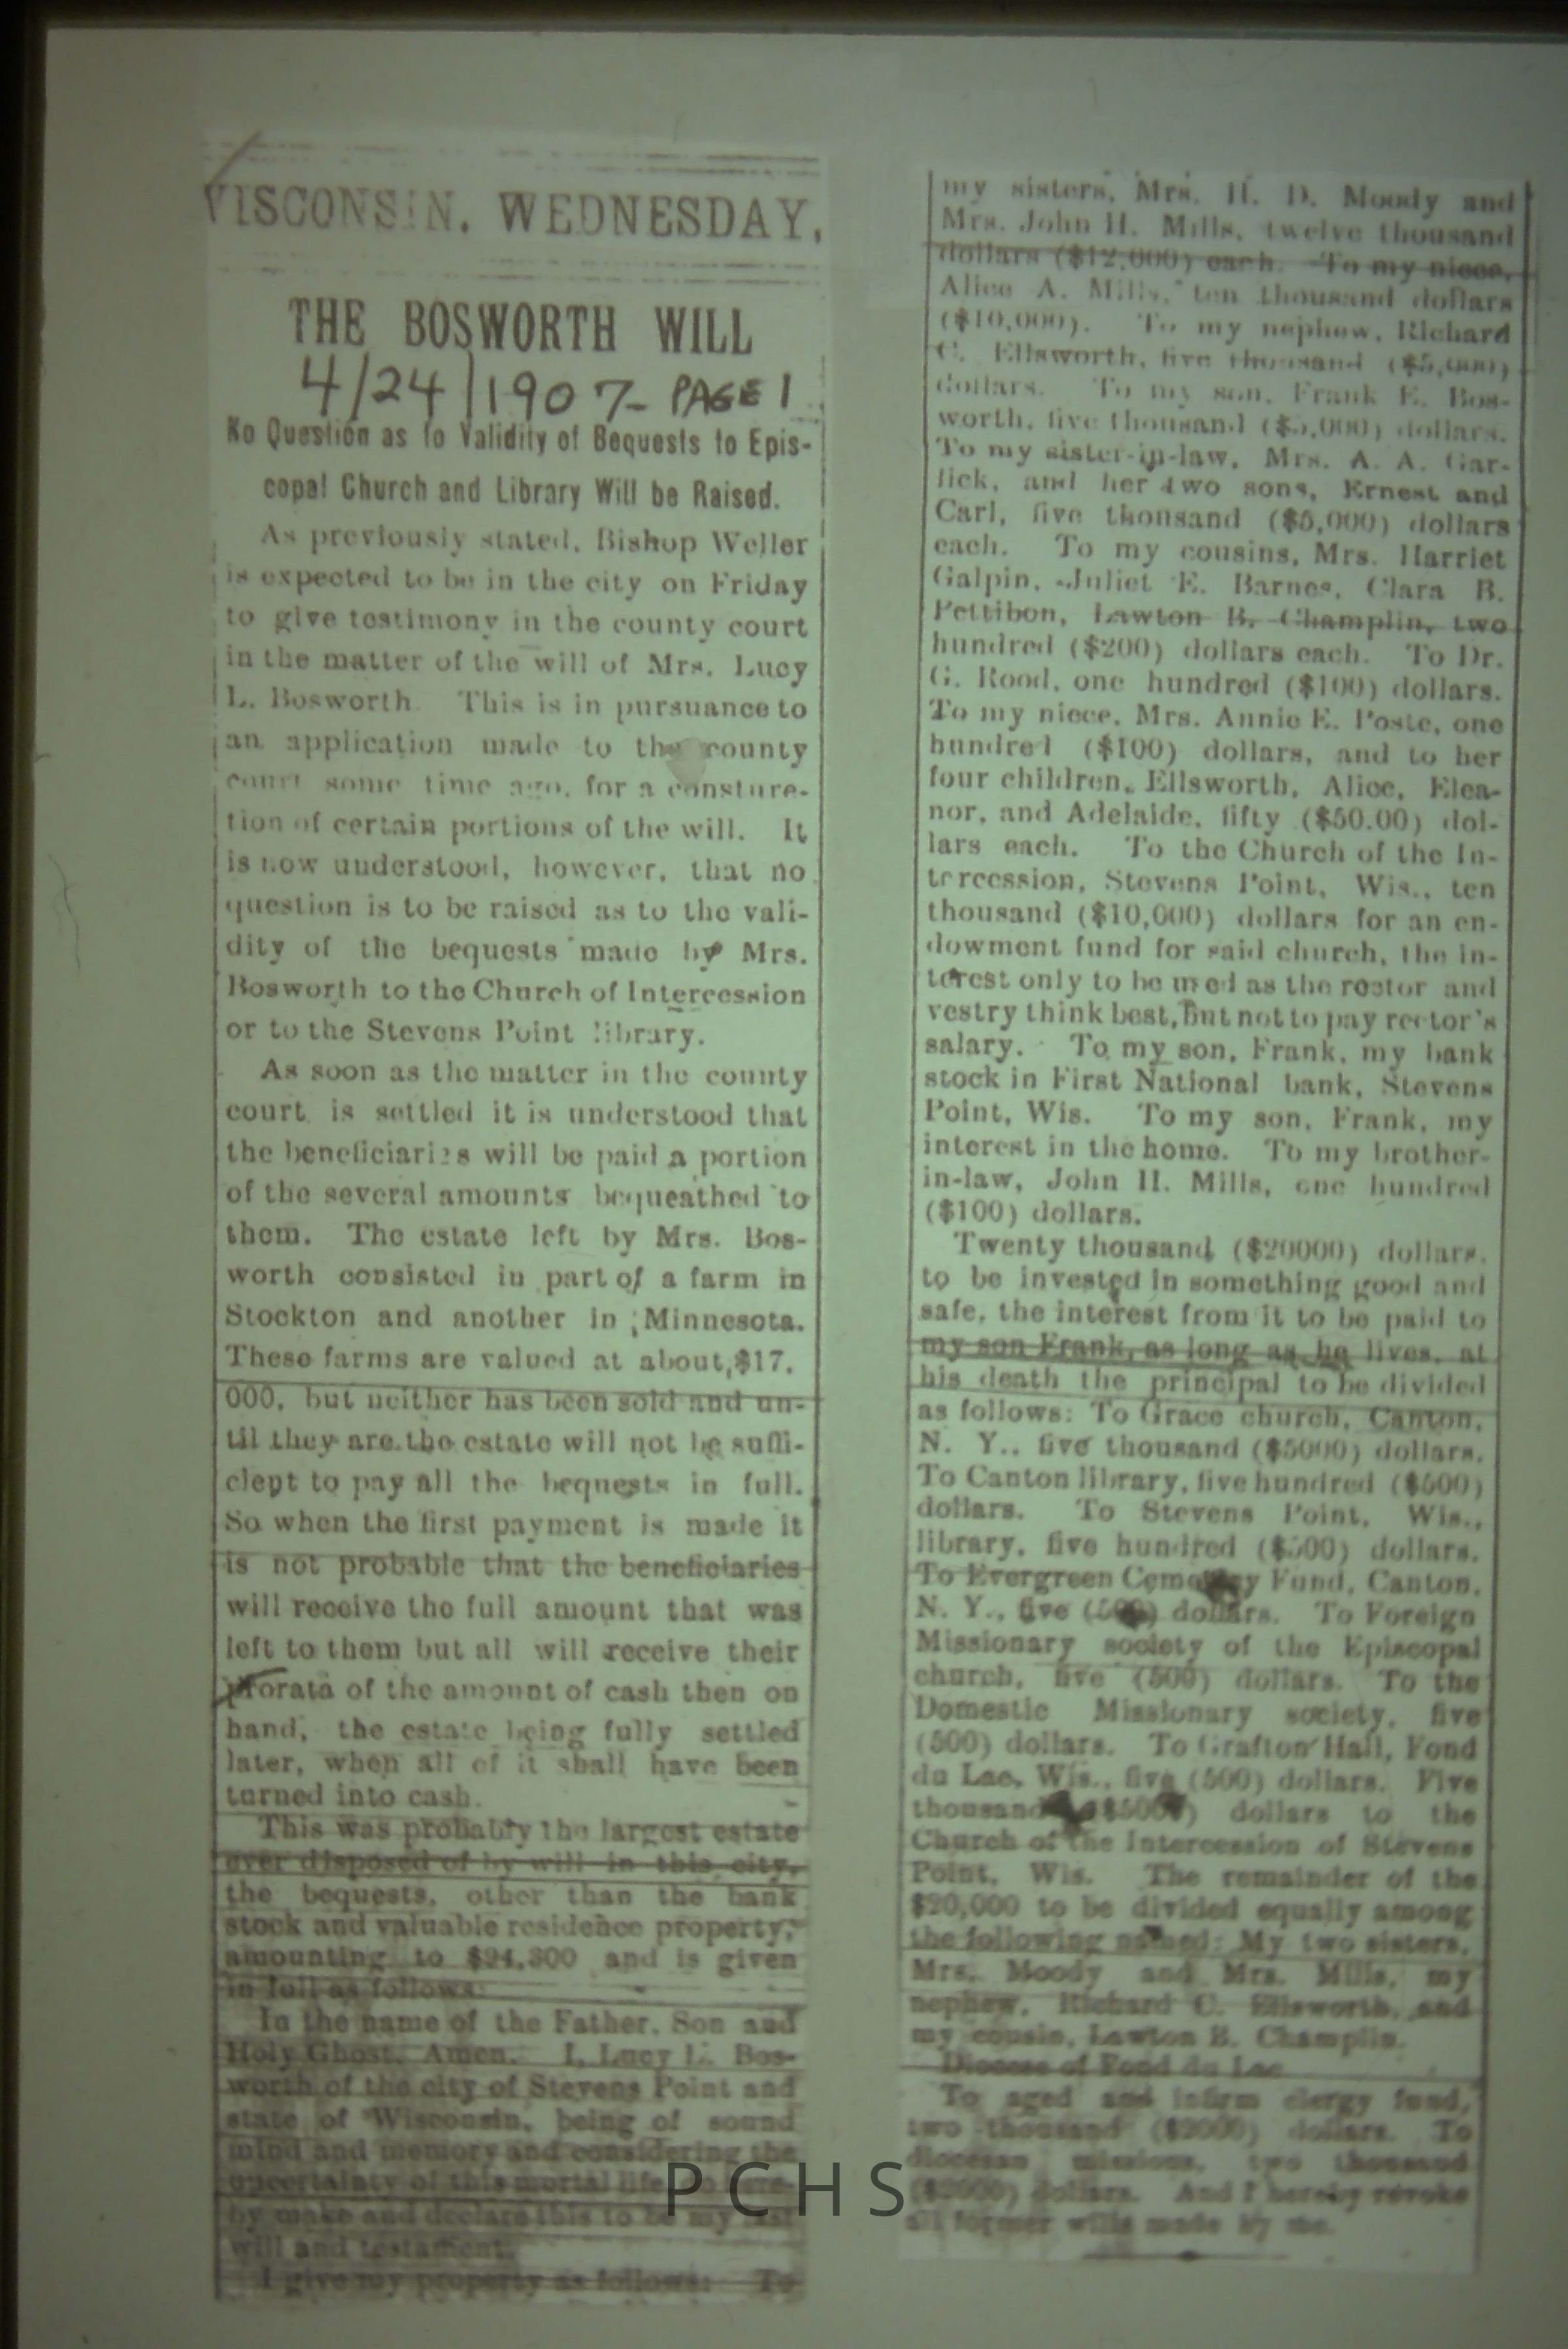 VISCONSIN, WEDNESDAY,
THE BOSWORTH WILL
4/24/1907- PAGE 1
No Question as to Validity of Bequests to Epis-
copal Church and Library Will be Raised.
As previously stated, Bishop Weller
is expected to be in the city on Friday
to give testimony in the county court
in the matter of the will of Mrs. Lucy
L. Bosworth. This is in pursuance to
an application made to the county
court some time ago, for a consture-
tion of certain portions of the will. It
is now understood, however, that no
question is to be raised as to the vali-
dity of the bequests made by Mrs.
Bosworth to the Church of Intercession
or to the Stevens Point library.
As soon as the matter in the county
court is settled it is understood that
the beneficiaries will be paid a portion
of the several amounts bequeathed to
them. The estate left by Mrs. Bos-
worth consisted in part of a farm in
Stockton and another in Minnesota.
These farms are valued at about $17,
000, but neither has been sold and un-
til they are the estate will not be suffi-
cient to pay all the bequests in full.
So when the first payment is made it
is not probable that the beneficiaries
will receive the full amount that was
left to them but all will receive their
prorata of the amount of cash then on
hand, the estate being fully settled
later, when all of it shall have been
turned into cash.
This was probably the largest estate
ever disposed of by will in this city,
the bequests, other than the bank
stock and valuable residence property,
amounting to $94,300 and is given
in full as follows:
In the name of the Father, Son and
Holy Ghost, Amen. I, Lucy L. Bos-
worth of the city of Stevens Point and
state of Wisconsin, being of sound
mind and memory and considering the
uncertainty of this mortal life do here-
by make and declare this to be my last
will and testament.
I give my property as follows: To
my sisters, Mrs. H. D. Moody and
Mrs. John H. Mills, twelve thousand
dollars ($12,000) each. To my niece,
Alice A. Mills, ten thousand dollars
($10,000). To my nephew, Richard
C. Ellsworth, five thousand ($5,000)
dollars. To my son, Frank E. Bos-
worth, five thousand ($5,000) dollars.
To my sister-in-law, Mrs. A. A. Gar-
lick, and her two sons, Ernest and
Carl, five thousand ($5,000) dollars
each. To my cousins, Mrs. Harriet
Galpin, Juliet E. Barnes, Clara B.
Pettibon, Lawton B. Champlin, two
hundred ($200) dollars each. To Dr.
G. Rood, one hundred ($100) dollars.
To my niece, Mrs. Annie E. Poste, one
hundred ($100) dollars, and to her
four children, Ellsworth, Alice, Elea-
nor, and Adelaide, fifty ($50.00) dol-
lars each. To the Church of the In-
tercession, Stevens Point, Wis., ten
thousand ($10,000) dollars for an en-
dowment fund for said church, the in-
terest only to be used as the rector and
vestry think best, but not to pay rector's
salary. To my son, Frank, my bank
stock in First National bank, Stevens
Point, Wis. To my son, Frank, my
interest in the home. To my brother-
in-law, John H. Mills, one hundred
($100) dollars.
Twenty thousand ($20000) dollars,
to be invested in something good and
safe, the interest from it to be paid to
my son Frank, as long as he lives, at
his death the principal to be divided
as follows: To Grace church, Canton,
N. Y., five thousand ($5000) dollars.
To Canton library, five hundred ($500)
dollars. To Stevens Point, Wis.,
library, five hundred ($500) dollars.
To Evergreen Cemetery Fund, Canton,
N. Y., five (500) dollars. To Foreign
Missionary society of the Episcopal
church, five (500) dollars. To the
Domestic Missionary society, five
(500) dollars. To Grafton Hall, Fond
du Lac, Wis., five (500) dollars. Five
thousand ($5000) dollars to the
Church of the Intercession of Stevens
Point, Wis. The remainder of the
$20,000 to be divided equally among
the following named: My two sisters,
Mrs. Moody and Mrs. Mills, my
nephew, Richard C. Ellsworth, and
my cousin, Lawton B. Champlin.
Diocese of Fond du Lac
To aged and infirm clergy fund,
two thousand ($2000) dollars. To
diocesan missions, two thousand
($2000) dollars. And I hereby revoke
all former wills made by me.
PCHS